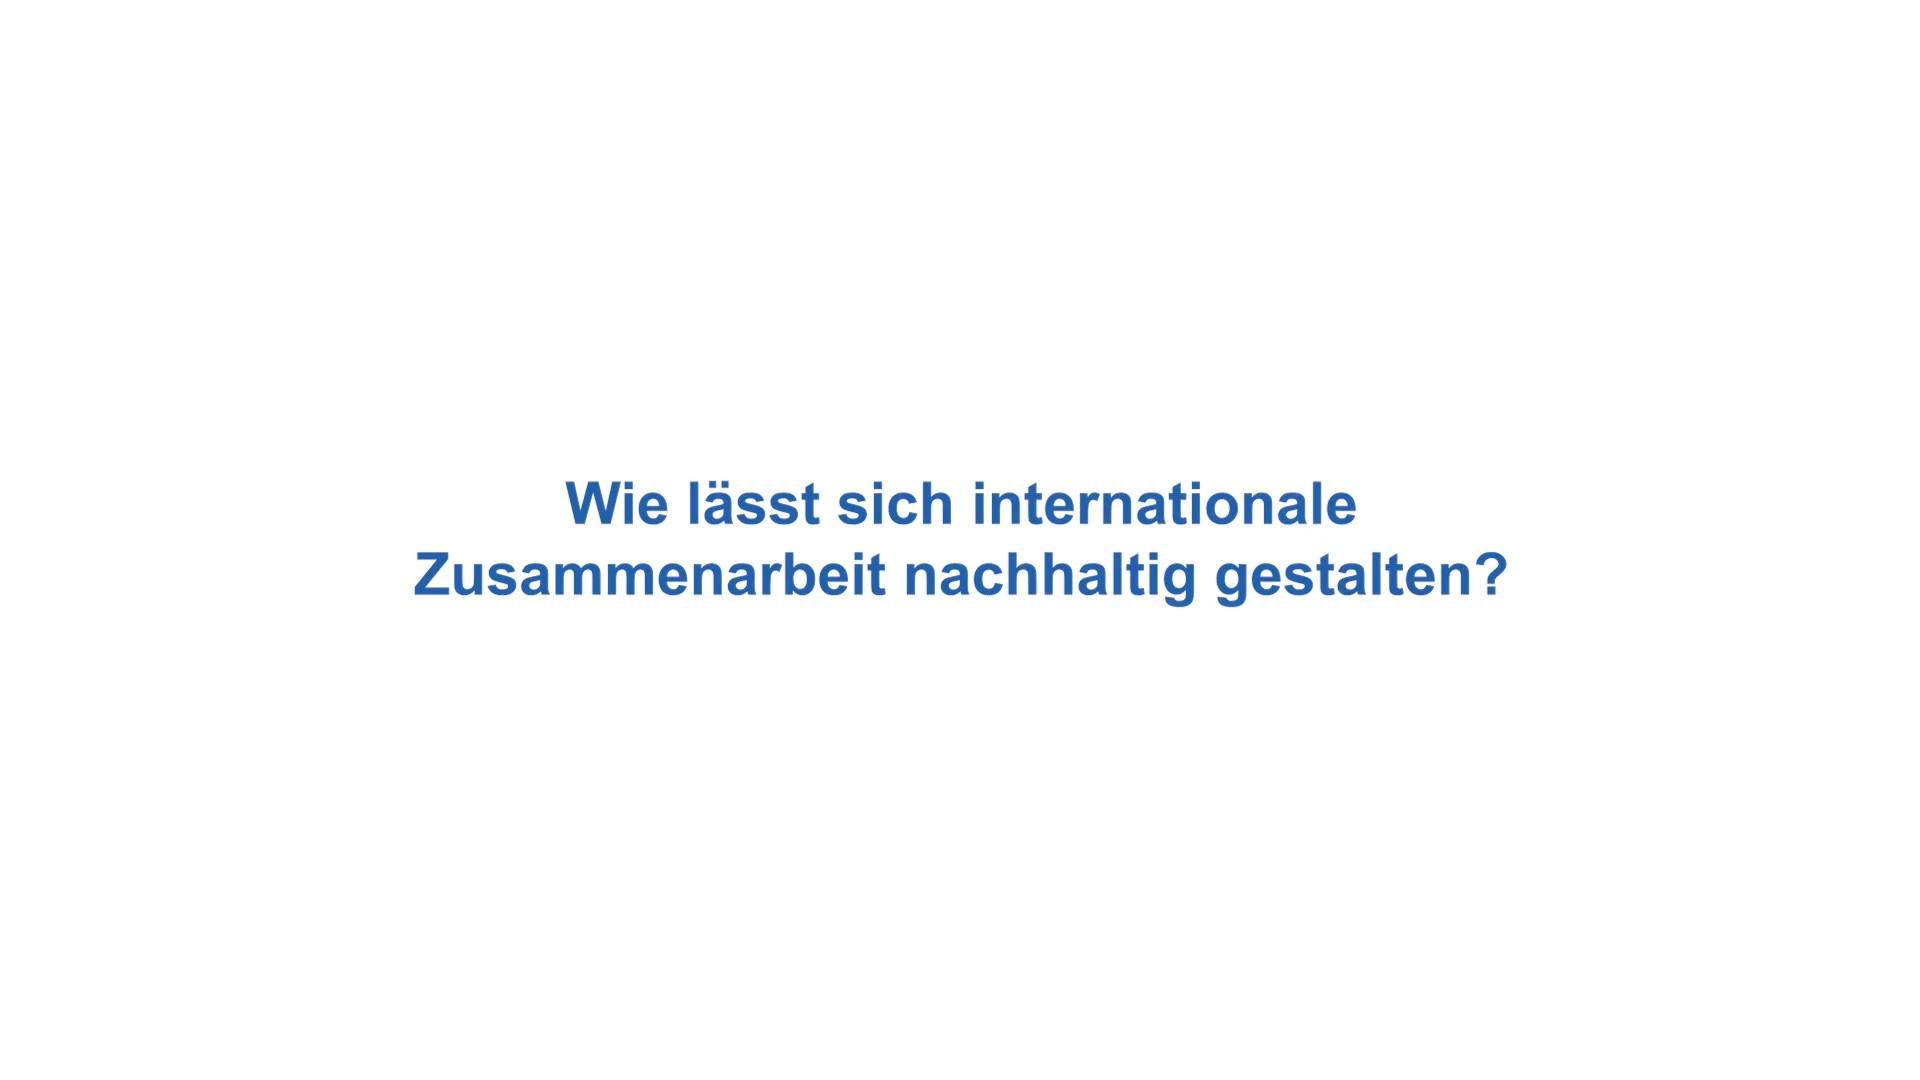 Wie lässt sich internationale
Zusammenarbeit nachhaltig gestalten?